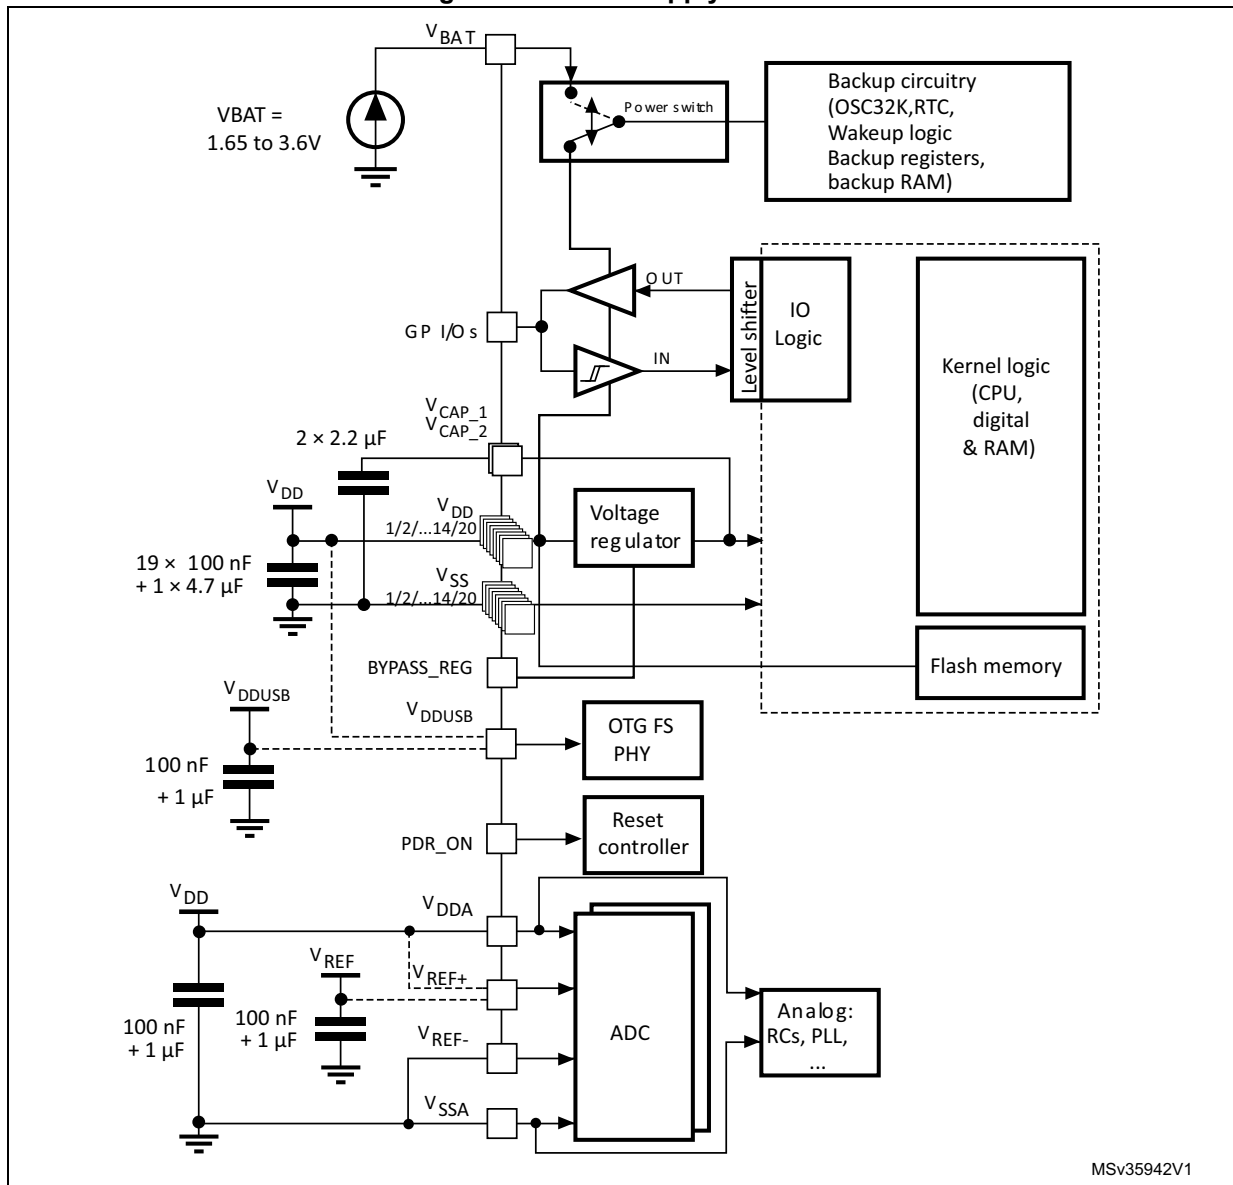 VBAT
VBAT =
1.65 to 3.6V
Power switch
Backup circuitry
(OSC32K,RTC,
Wakeup logic
Backup registers,
backup RAM)
OUT
GP I/Os
IN
Level shifter
IO
Logic
Kernel logic
(CPU,
digital
& RAM)
VCAP_1
VCAP_2
2 × 2.2 µF
VDD
VDD
1/2/...14/20
Voltage
regulator
19 × 100 nF
+ 1 × 4.7 µF
VSS
1/2/...14/20
BYPASS_REG
Flash memory
VDDUSB
VDDUSB
OTG FS
PHY
100 nF
+ 1 µF
PDR_ON
Reset
controller
VDD
VDDA
VREF
VREF+
100 nF
+ 1 µF
100 nF
+ 1 µF
VREF-
ADC
Analog:
RCs, PLL,
...
VSSA
MSv35942V1